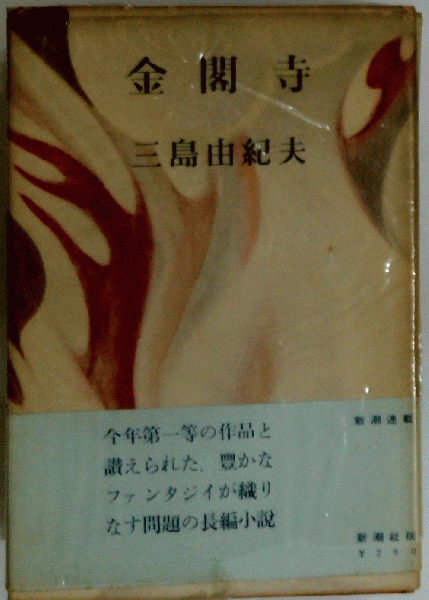 金閣寺
三島由紀夫
今年第一等の作品と
讃えられた、豊かな
ファンタジイが織り
なす問題の長編小説
新潮連載
新潮社版
¥280